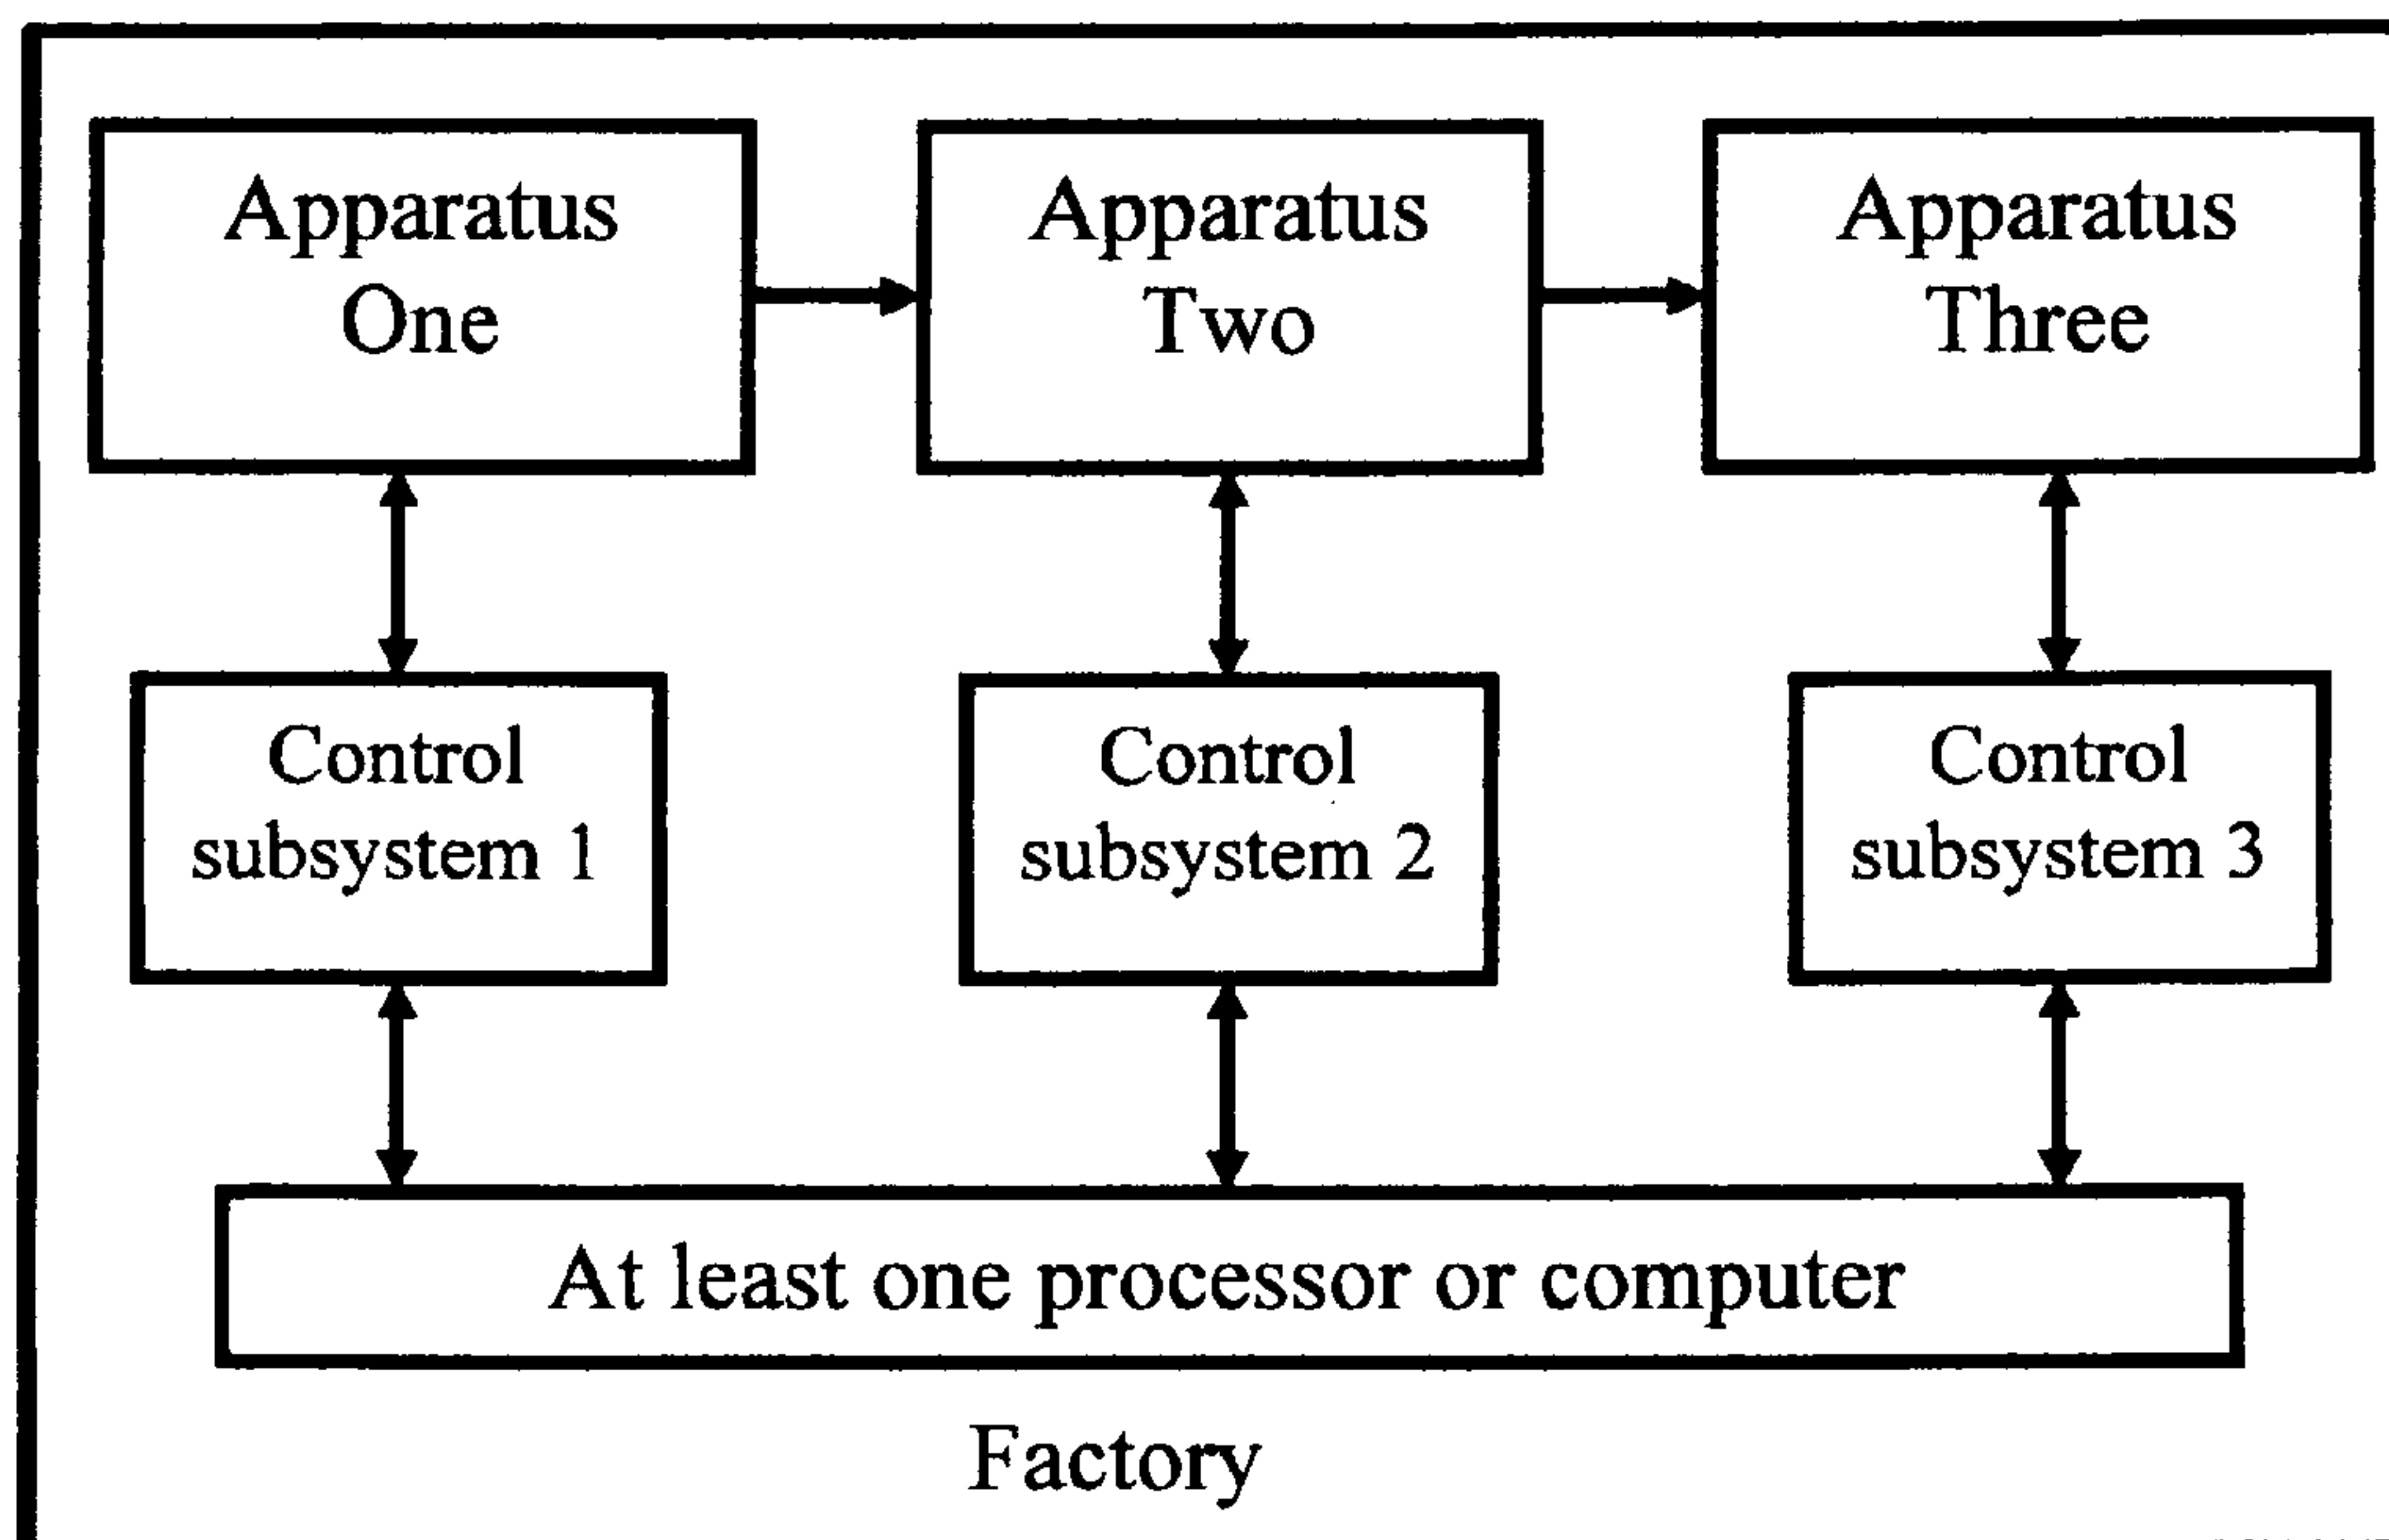 Apparatus
One
Apparatus
Two
Apparatus
Three
Control
subsystem 1
Control
subsystem 2
Control
subsystem 3
At least one processor or computer
Factory